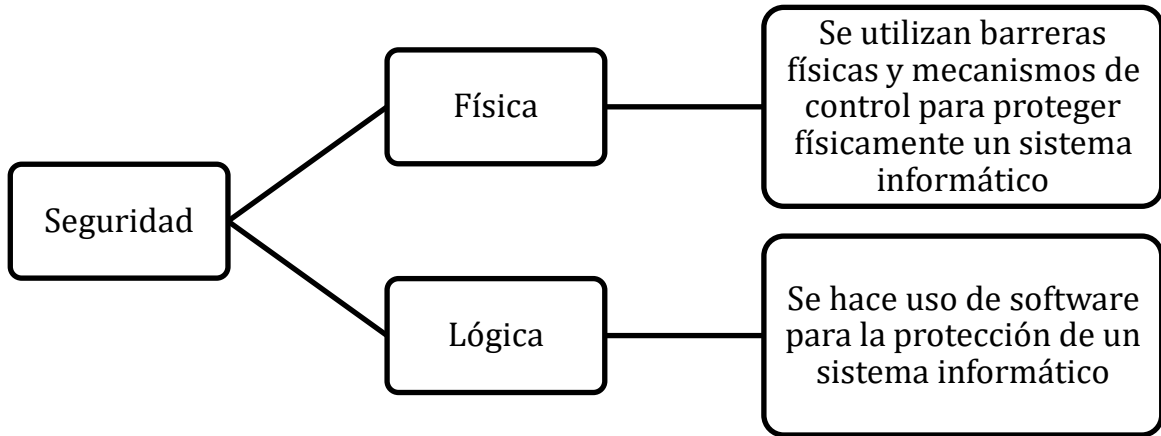 Seguridad
Física
Se utilizan barreras
físicas y mecanismos de
control para proteger
físicamente un sistema
informático
Lógica
Se hace uso de software
para la protección de un
sistema informático